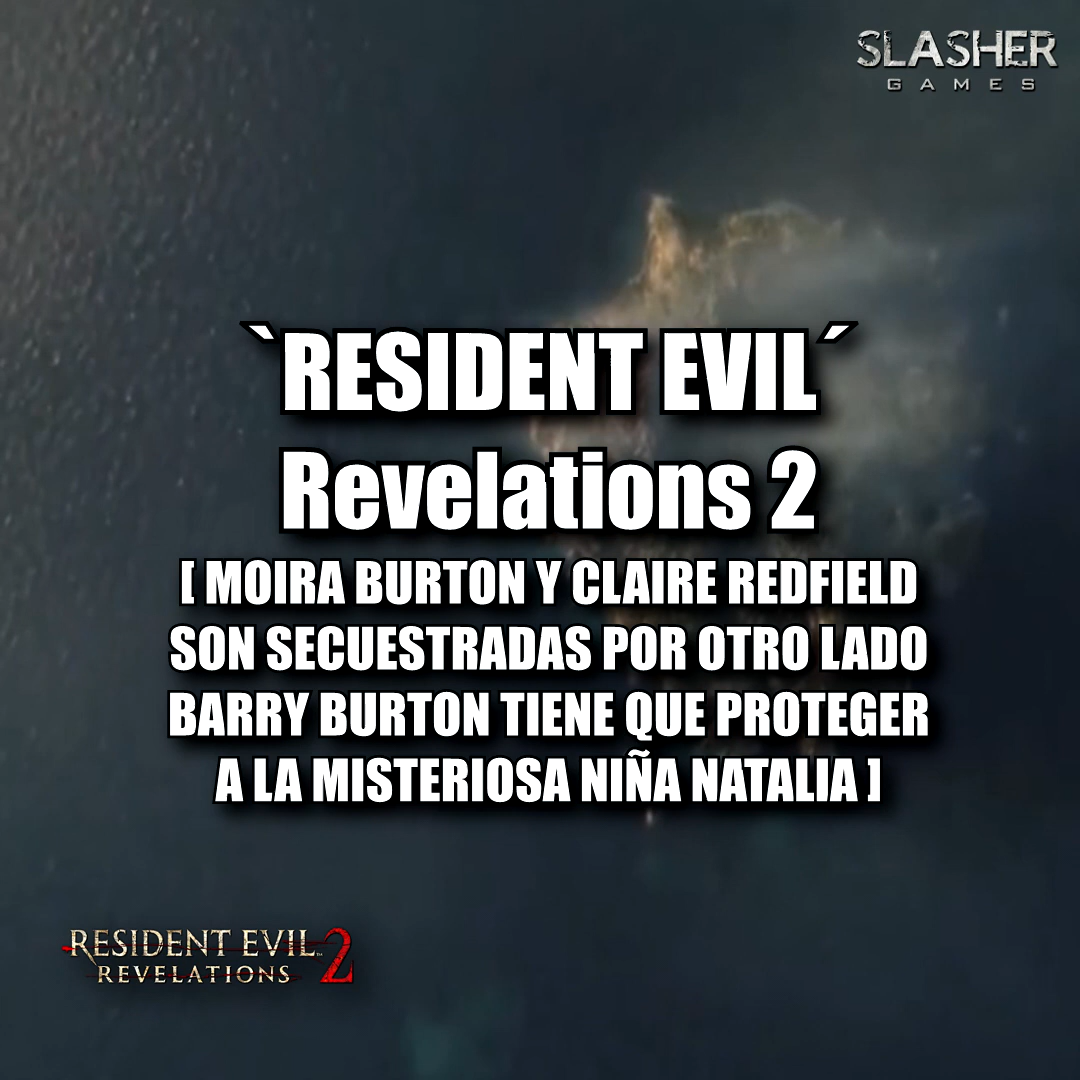 SLASHER
GAMES
`RESIDENT EVIL´
Revelations 2
[ MOIRA BURTON Y CLAIRE REDFIELD
SON SECUESTRADAS POR OTRO LADO
BARRY BURTON TIENE QUE PROTEGER
A LA MISTERIOSA NIÑA NATALIA ]
RESIDENT EVIL™ 2
REVELATIONS